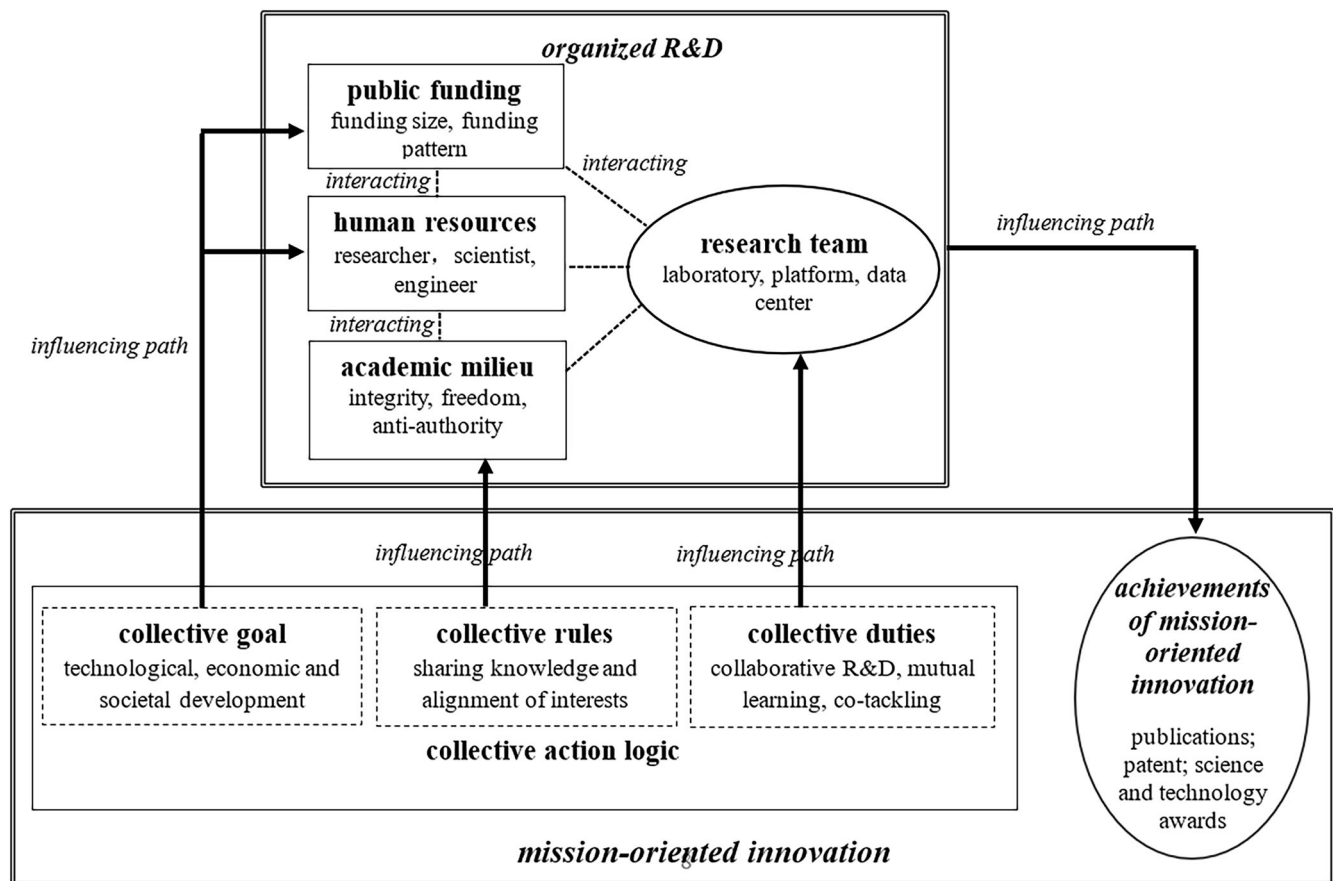 organized R&D
public funding
funding size, funding
pattern
interacting
interacting
human resources
researcher，scientist,
engineer
research team
laboratory, platform, data
center
influencing path
interacting
influencing path
academic milieu
integrity, freedom,
anti-authority
influencing path
influencing path
collective goal
technological, economic and
societal development
collective rules
sharing knowledge and
alignment of interests
collective duties
collaborative R&D, mutual
learning, co-tackling
collective action logic
achievements
of mission-
oriented
innovation
publications;
patent; science
and technology
awards
mission-oriented innovation